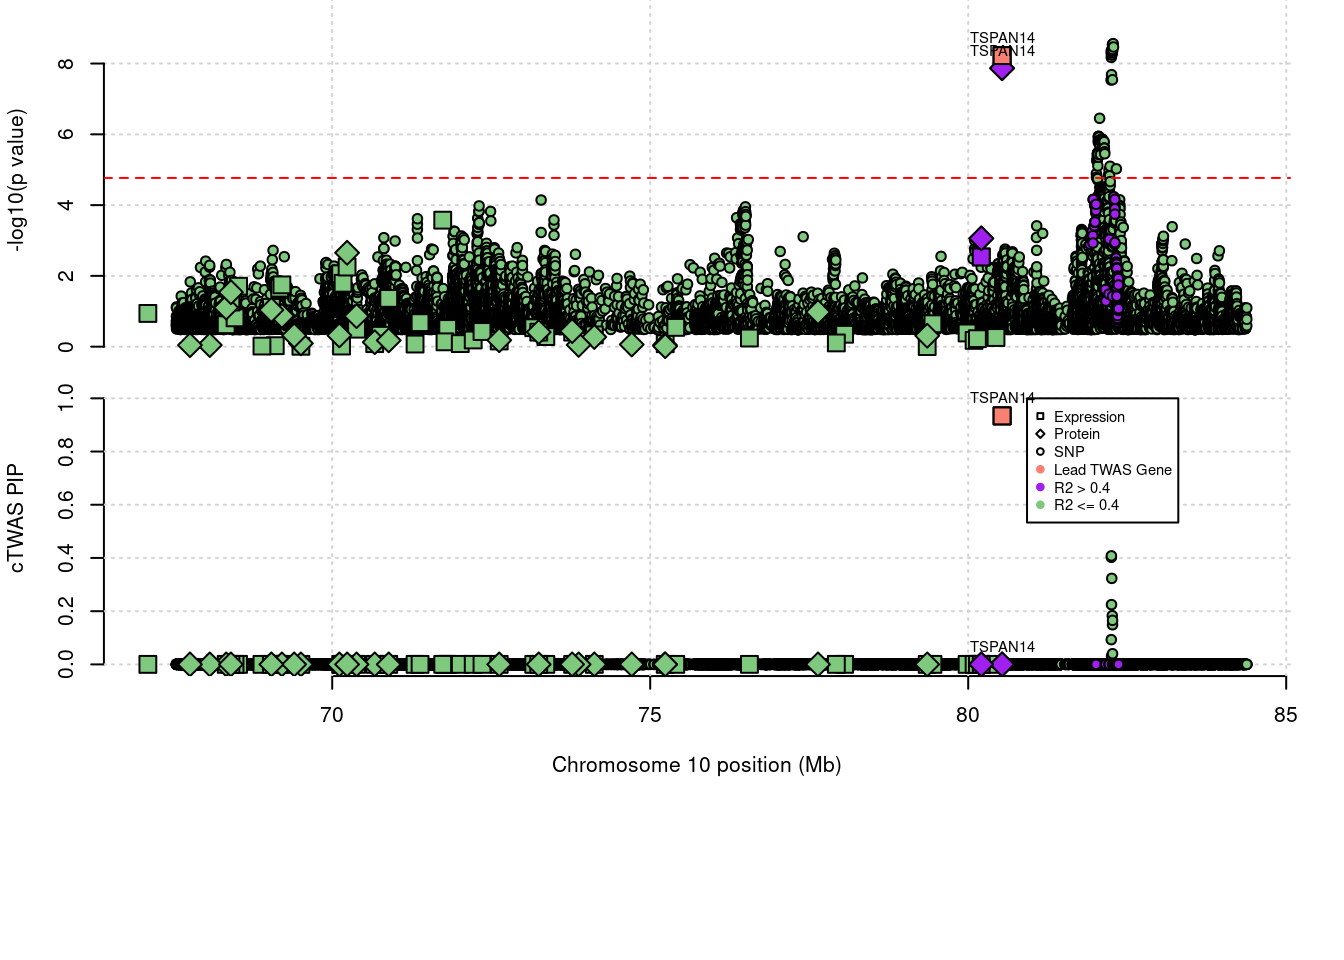 TSPAN14
TSPAN14
8
6
4
2
0
-log10(p value)
TSPAN14
1.0
0.8
0.6
0.4
0.2
0.0
cTWAS PIP
Expression
Protein
SNP
Lead TWAS Gene
R2 > 0.4
R2 <= 0.4
TSPAN14
70 75 80 85
Chromosome 10 position (Mb)